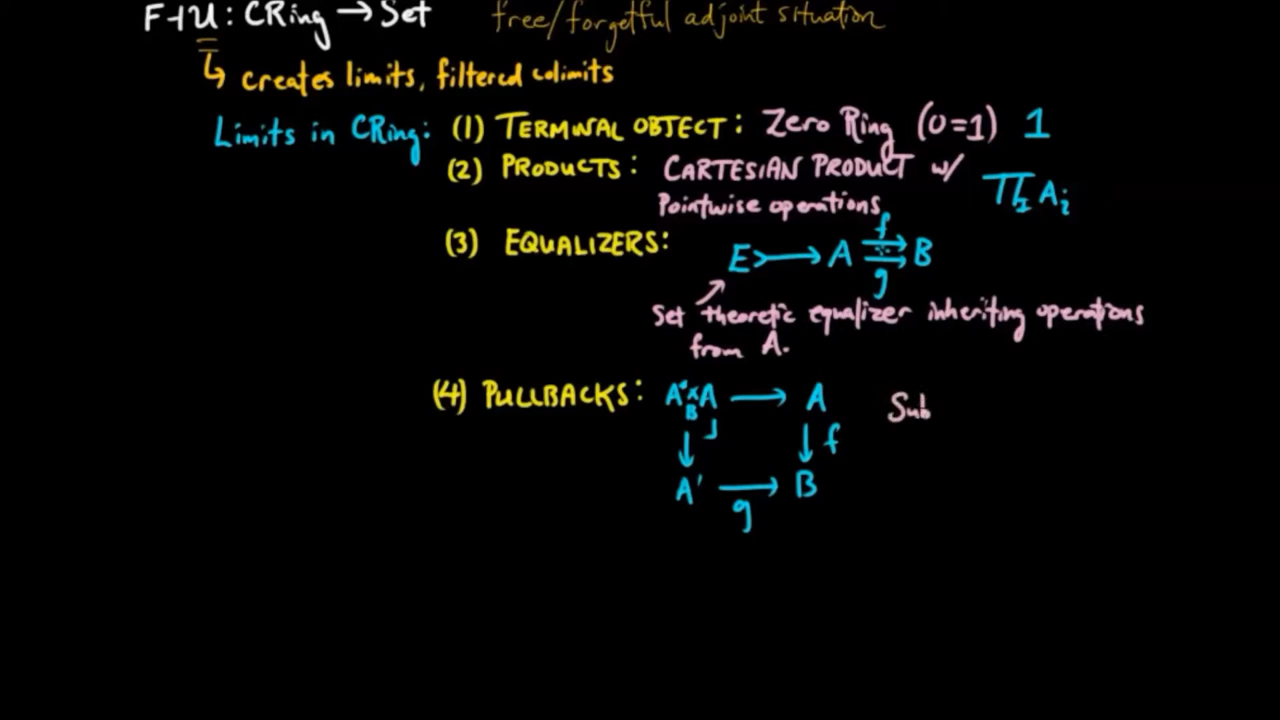 F ⊣ U : CRing → Set free/forgetful adjoint situation
↳ creates limits, filtered colimits
Limits in CRing: (1) TERMINAL OBJECT: Zero Ring (0=1) 1
(2) PRODUCTS: CARTESIAN PRODUCT w/
Pointwise operations ∏_I A_i
(3) EQUALIZERS:
f
E ↣ A ⇉ B
g
Set theoretic equalizer inheriting operations
from A.
(4) PULLBACKS: A' ×_B A → A Sub
↓ ⌟ ↓ f
A' → B
g